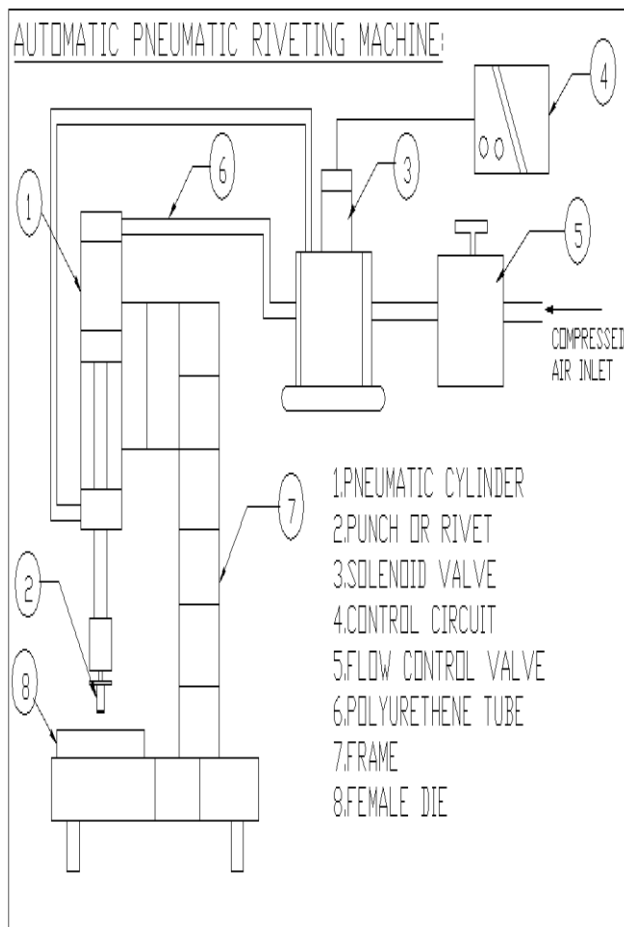 AUTOMATIC PNEUMATIC RIVETING MACHINE:
4
6
3
1
5
COMPRESSED
AIR INLET
7
2
8
1.PNEUMATIC CYLINDER
2.PUNCH OR RIVET
3.SOLENOID VALVE
4.CONTROL CIRCUIT
5.FLOW CONTROL VALVE
6.POLYURETHENE TUBE
7.FRAME
8.FEMALE DIE